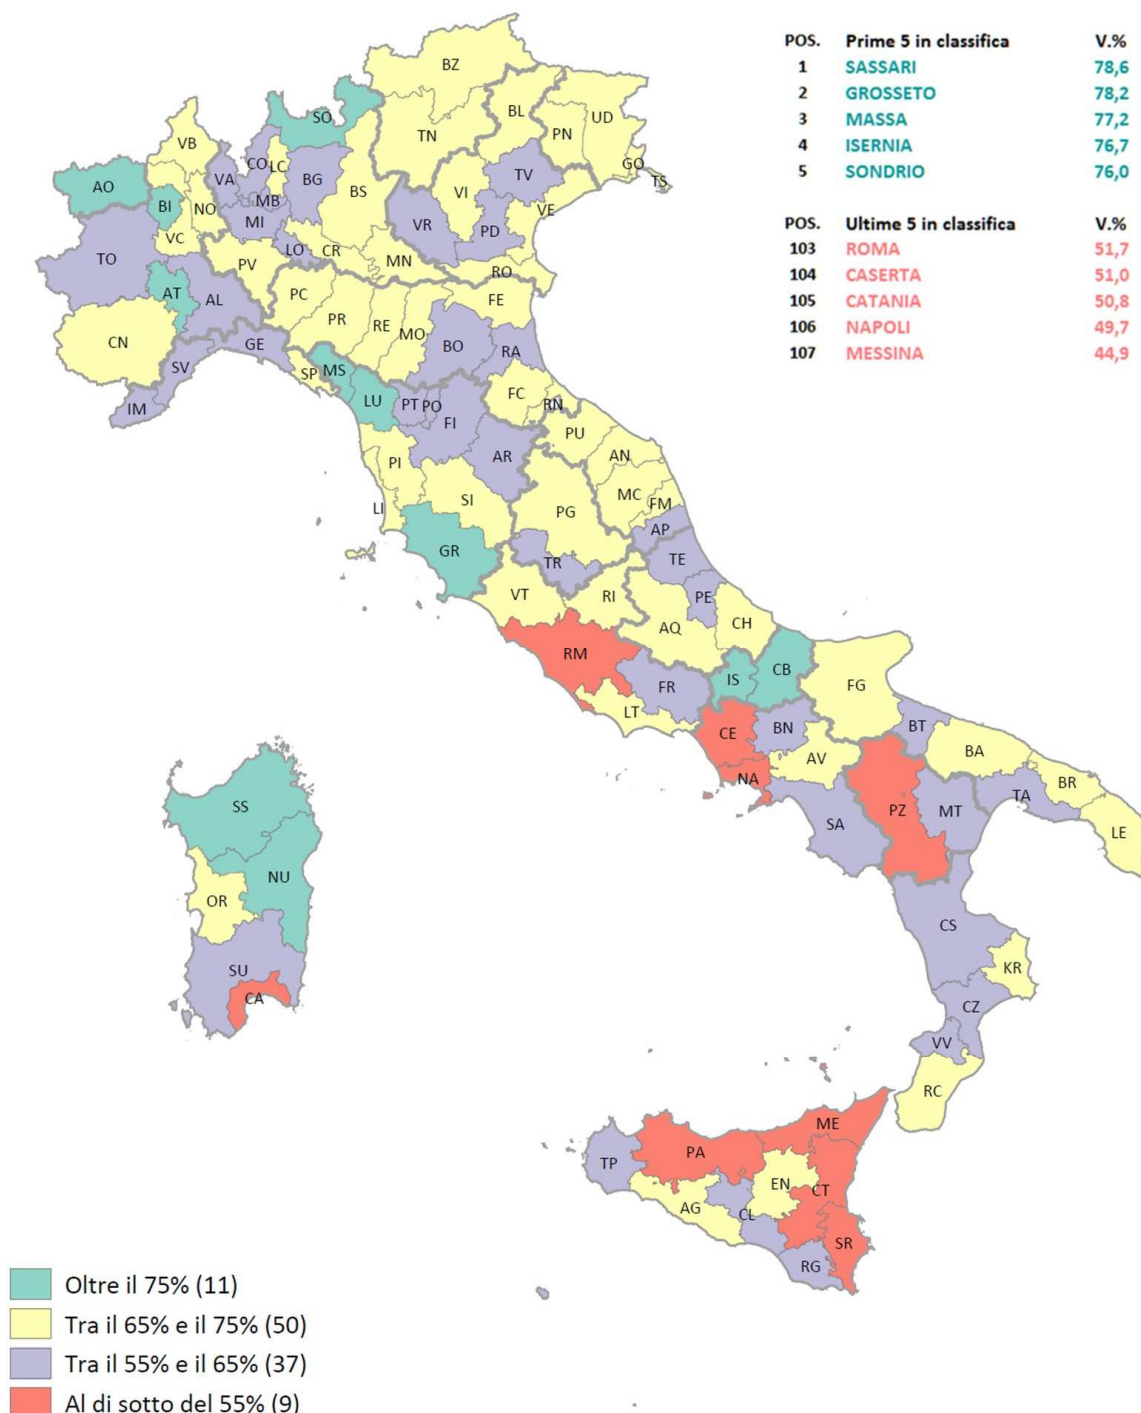 POS. Prime 5 in classifica V.%
1 SASSARI 78,6
2 GROSSETO 78,2
3 MASSA 77,2
4 ISERNIA 76,7
5 SONDRIO 76,0
POS. Ultime 5 in classifica V.%
103 ROMA 51,7
104 CASERTA 51,0
105 CATANIA 50,8
106 NAPOLI 49,7
107 MESSINA 44,9
BZ
SO
BL
TN
PN
UD
VB
CO
LC
GO
TS
AO
VA
BG
TV
BS
VI
BI
NO
MB
VE
MI
VR
PD
VC
LO
CR
TO
PV
MN
RO
AT
AL
PC
FE
PR
RE
MO
CN
GE
BO
RA
SV
SP
MS
FC
LU
PT
PO
RN
IM
FI
PU
AR
AN
PI
MC
SI
FM
LI
PG
AP
GR
TR
TE
VT
RI
PE
AQ
CH
RM
CB
IS
FR
FG
LT
CE
BN
BT
AV
BA
NA
BR
SS
PZ
MT
TA
SA
LE
NU
OR
CS
SU
KR
CA
CZ
VV
RC
ME
PA
TP
EN
CT
AG
CL
SR
RG
Oltre il 75% (11)
Tra il 65% e il 75% (50)
Tra il 55% e il 65% (37)
Al di sotto del 55% (9)